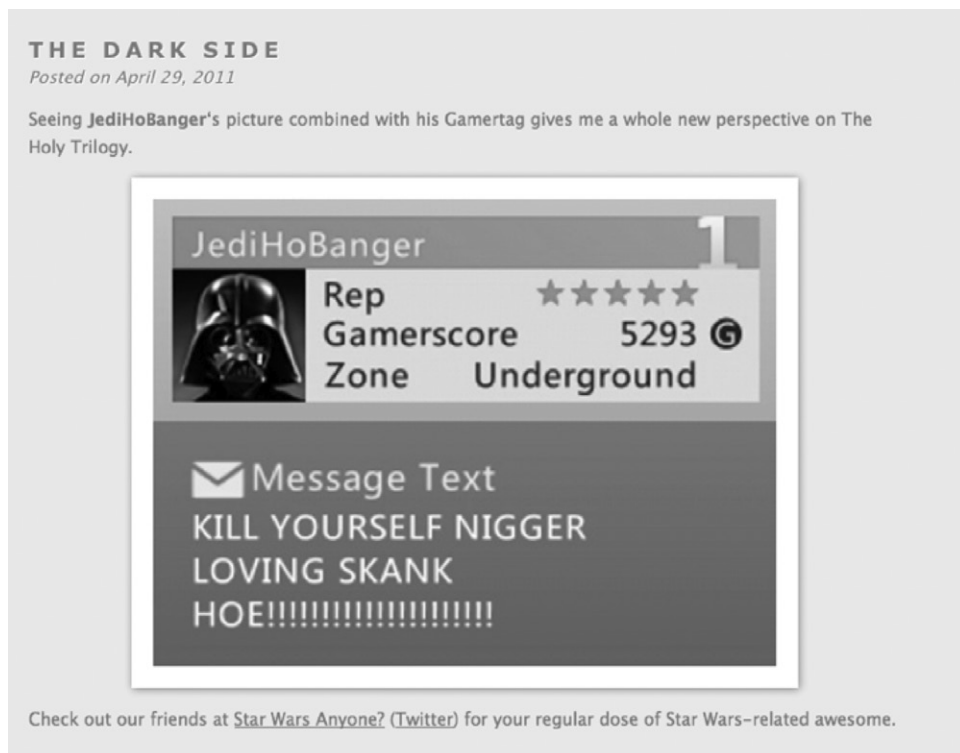 THE DARK SIDE
Posted on April 29, 2011
Seeing JediHoBanger's picture combined with his Gamertag gives me a whole new perspective on The
Holy Trilogy.
JediHoBanger 1
Rep
Gamerscore 5293 G
Zone Underground
Message Text
KILL YOURSELF NIGGER
LOVING SKANK
HOE!!!!!!!!!!!!!!!!!!!!!
Check out our friends at Star Wars Anyone? (Twitter) for your regular dose of Star Wars-related awesome.